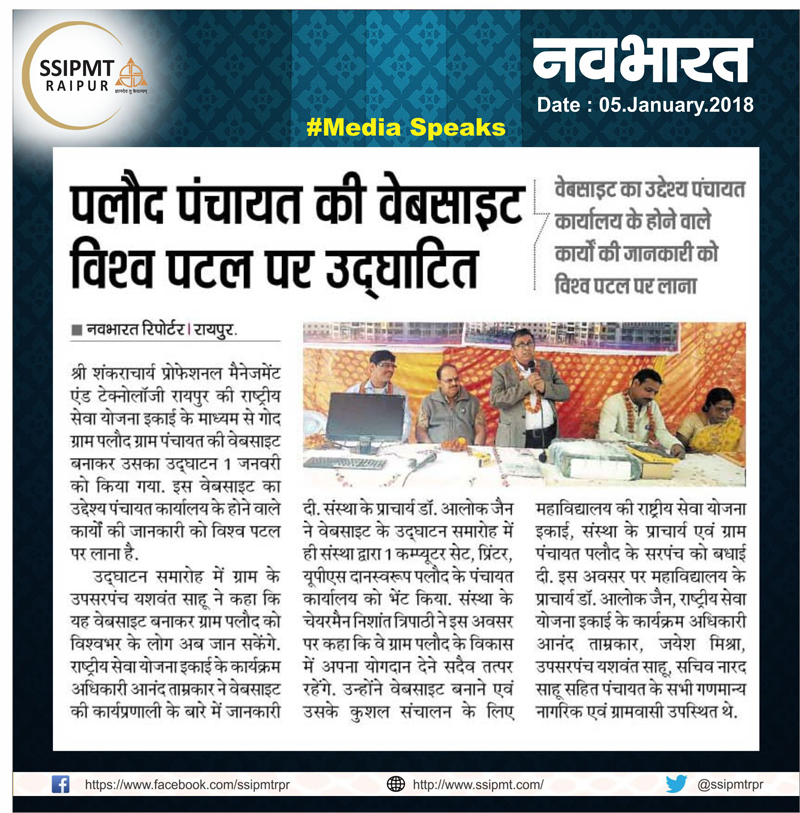 SSIPMT
RAIPUR
ज्ञानादेव तु कैवल्यम्
नवभारत
Date : 05.January.2018
#Media Speaks
पलौद पंचायत की वेबसाइट
विश्व पटल पर उद्घाटित
वेबसाइट का उद्देश्य पंचायत
कार्यालय के होने वाले
कार्यों की जानकारी को
विश्व पटल पर लाना
नवभारत रिपोर्टर। रायपुर.
श्री शंकराचार्य प्रोफेशनल मैनेजमेंट
एंड टेक्नोलॉजी रायपुर की राष्ट्रीय
सेवा योजना इकाई के माध्यम से गोद
ग्राम पलौद ग्राम पंचायत की वेबसाइट
बनाकर उसका उद्घाटन 1 जनवरी
को किया गया. इस वेबसाइट का
उद्देश्य पंचायत कार्यालय के होने वाले
कार्यों की जानकारी को विश्व पटल
पर लाना है.
उद्घाटन समारोह में ग्राम के
उपसरपंच यशवंत साहू ने कहा कि
यह वेबसाइट बनाकर ग्राम पलौद को
विश्वभर के लोग अब जान सकेंगे.
राष्ट्रीय सेवा योजना इकाई के कार्यक्रम
अधिकारी आनंद ताम्रकार ने वेबसाइट
की कार्यप्रणाली के बारे में जानकारी
दी. संस्था के प्राचार्य डॉ. आलोक जैन
ने वेबसाइट के उद्घाटन समारोह में
ही संस्था द्वारा 1 कम्प्यूटर सेट, प्रिंटर,
यूपीएस दानस्वरूप पलौद के पंचायत
कार्यालय को भेंट किया. संस्था के
चेयरमैन निशांत त्रिपाठी ने इस अवसर
पर कहा कि वे ग्राम पलौद के विकास
में अपना योगदान देने सदैव तत्पर
रहेंगे. उन्होंने वेबसाइट बनाने एवं
उसके कुशल संचालन के लिए
महाविद्यालय की राष्ट्रीय सेवा योजना
इकाई, संस्था के प्राचार्य एवं ग्राम
पंचायत पलौद के सरपंच को बधाई
दी. इस अवसर पर महाविद्यालय के
प्राचार्य डॉ. आलोक जैन, राष्ट्रीय सेवा
योजना इकाई के कार्यक्रम अधिकारी
आनंद ताम्रकार, जयेश मिश्रा,
उपसरपंच यशवंत साहू, सचिव नारद
साहू सहित पंचायत के सभी गणमान्य
नागरिक एवं ग्रामवासी उपस्थित थे.
https://www.facebook.com/ssipmtrpr
http://www.ssipmt.com/
@ssipmtrpr